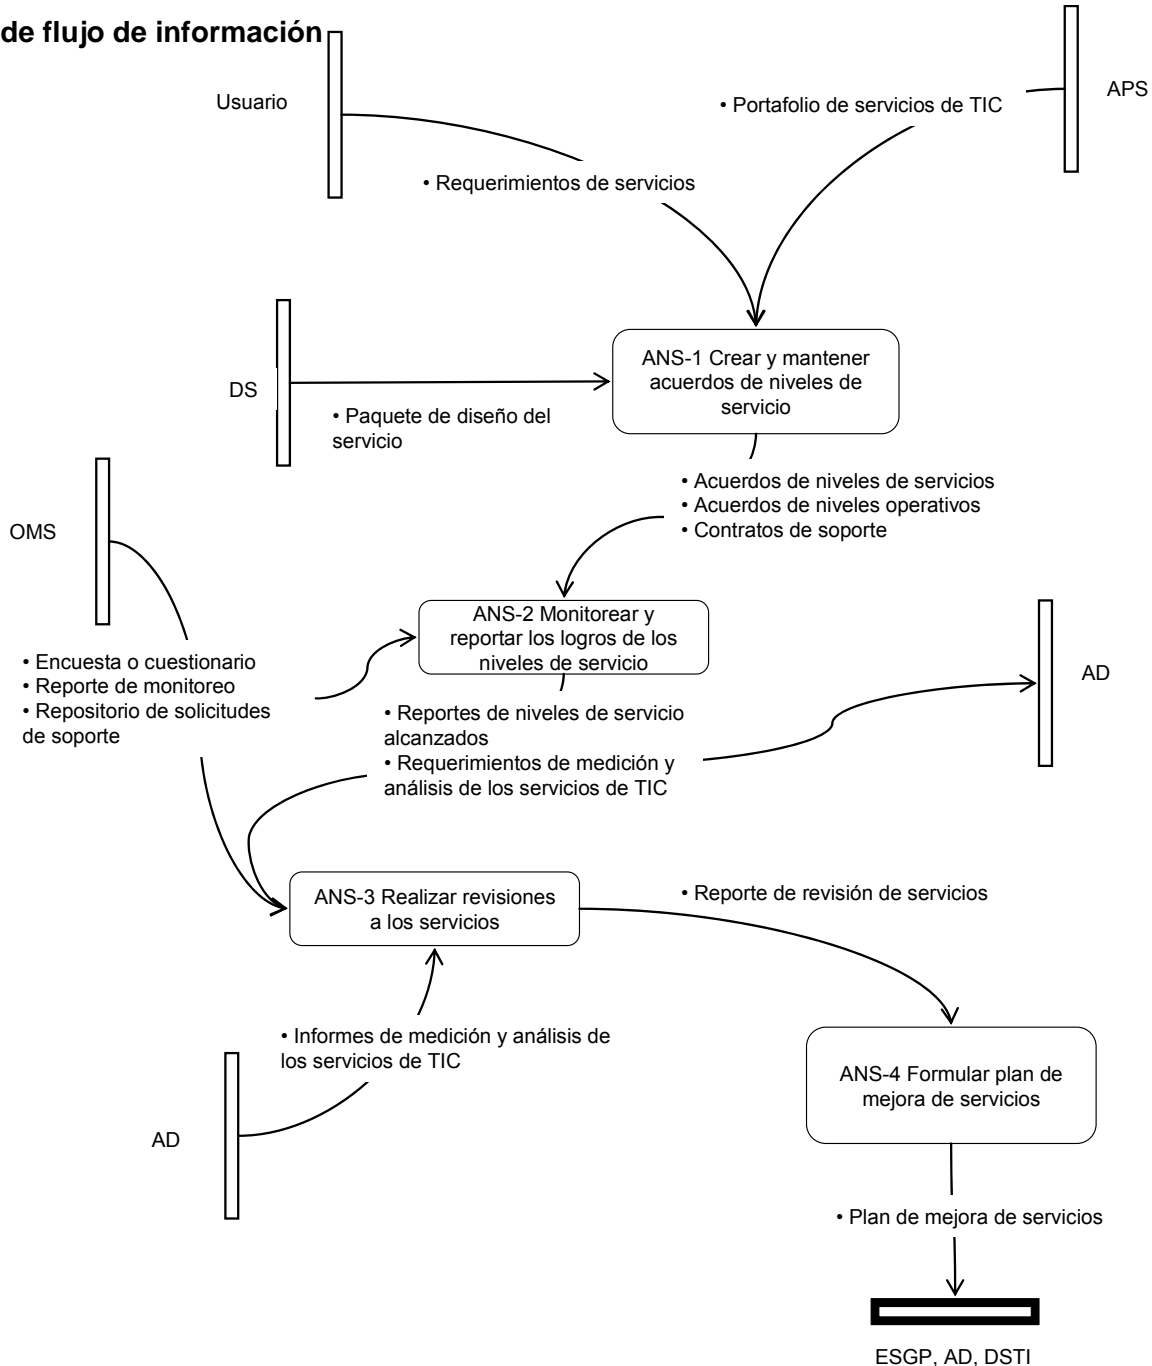 de flujo de información
Usuario
• Portafolio de servicios de TIC
APS
• Requerimientos de servicios
ANS-1 Crear y mantener
acuerdos de niveles de
servicio
DS
• Paquete de diseño del
servicio
• Acuerdos de niveles de servicios
• Acuerdos de niveles operativos
• Contratos de soporte
OMS
ANS-2 Monitorear y
reportar los logros de los
niveles de servicio
• Encuesta o cuestionario
• Reporte de monitoreo
• Repositorio de solicitudes
de soporte
AD
• Reportes de niveles de servicio
alcanzados
• Requerimientos de medición y
análisis de los servicios de TIC
ANS-3 Realizar revisiones
a los servicios
• Reporte de revisión de servicios
• Informes de medición y análisis de
los servicios de TIC
ANS-4 Formular plan de
mejora de servicios
AD
• Plan de mejora de servicios
ESGP, AD, DSTI